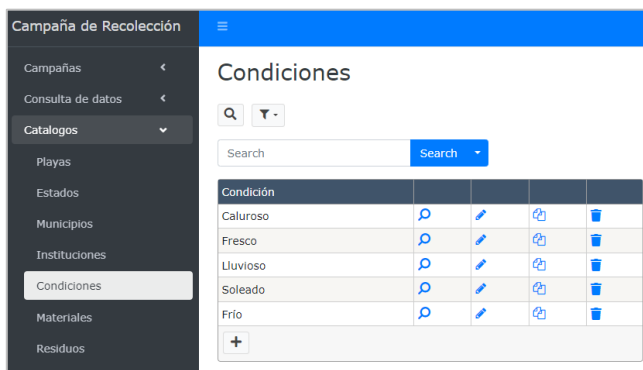 Campaña de Recolección
Campañas
Consulta de datos
Catalogos
Playas
Estados
Municipios
Instituciones
Condiciones
Materiales
Residuos
Condiciones
Search
Search
Condición
Caluroso
Fresco
Lluvioso
Soleado
Frío